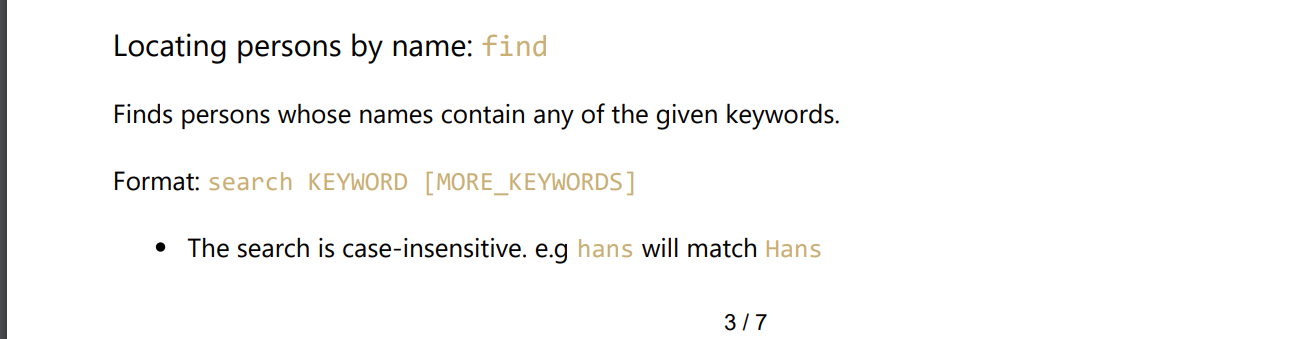 Locating persons by name: find
Finds persons whose names contain any of the given keywords.
Format: search KEYWORD [MORE_KEYWORDS]
• The search is case-insensitive. e.g hans will match Hans
3 / 7